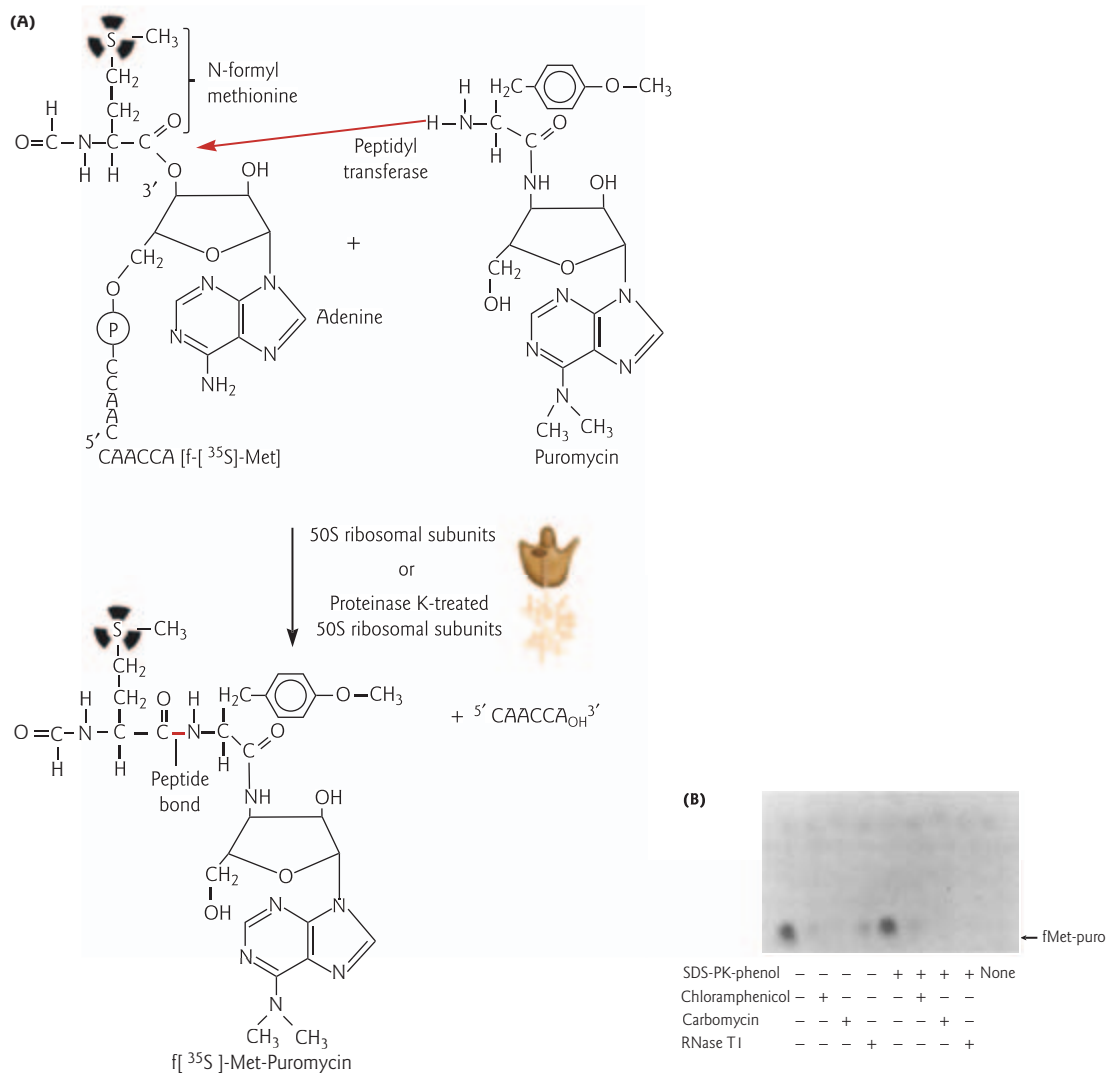 (A)
S—CH3
CH2
CH2
N-formyl
methionine
H
O=C—N—C—C
O
H H
O
3′
OH
CH2
O
O
P
C
C
A
A
C
5′
N
N
N
N
Adenine
NH2
CAACCA [f-[ 35S]-Met]
+
Peptidyl
transferase
H2C
O—CH3
H
H—N—C
C
O
H
NH
OH
O
CH2
OH
N
N
N
N
N
CH3 CH3
Puromycin
50S ribosomal subunits
or
Proteinase K-treated
50S ribosomal subunits
S—CH3
CH2
H CH2 O H H2C
O—CH3
O=C—N—C—C—N—C
C
O
H H H
Peptide
bond
NH
OH
O
CH2
OH
N
N
N
N
N
CH3 CH3
f[ 35S ]-Met-Puromycin
+ 5′ CAACCAOH3′
(B)
fMet-puro
SDS-PK-phenol – – – – + + + + None
Chloramphenicol – + – – – + – –
Carbomycin – – + – – – + –
RNase T1 – – – + – – – +